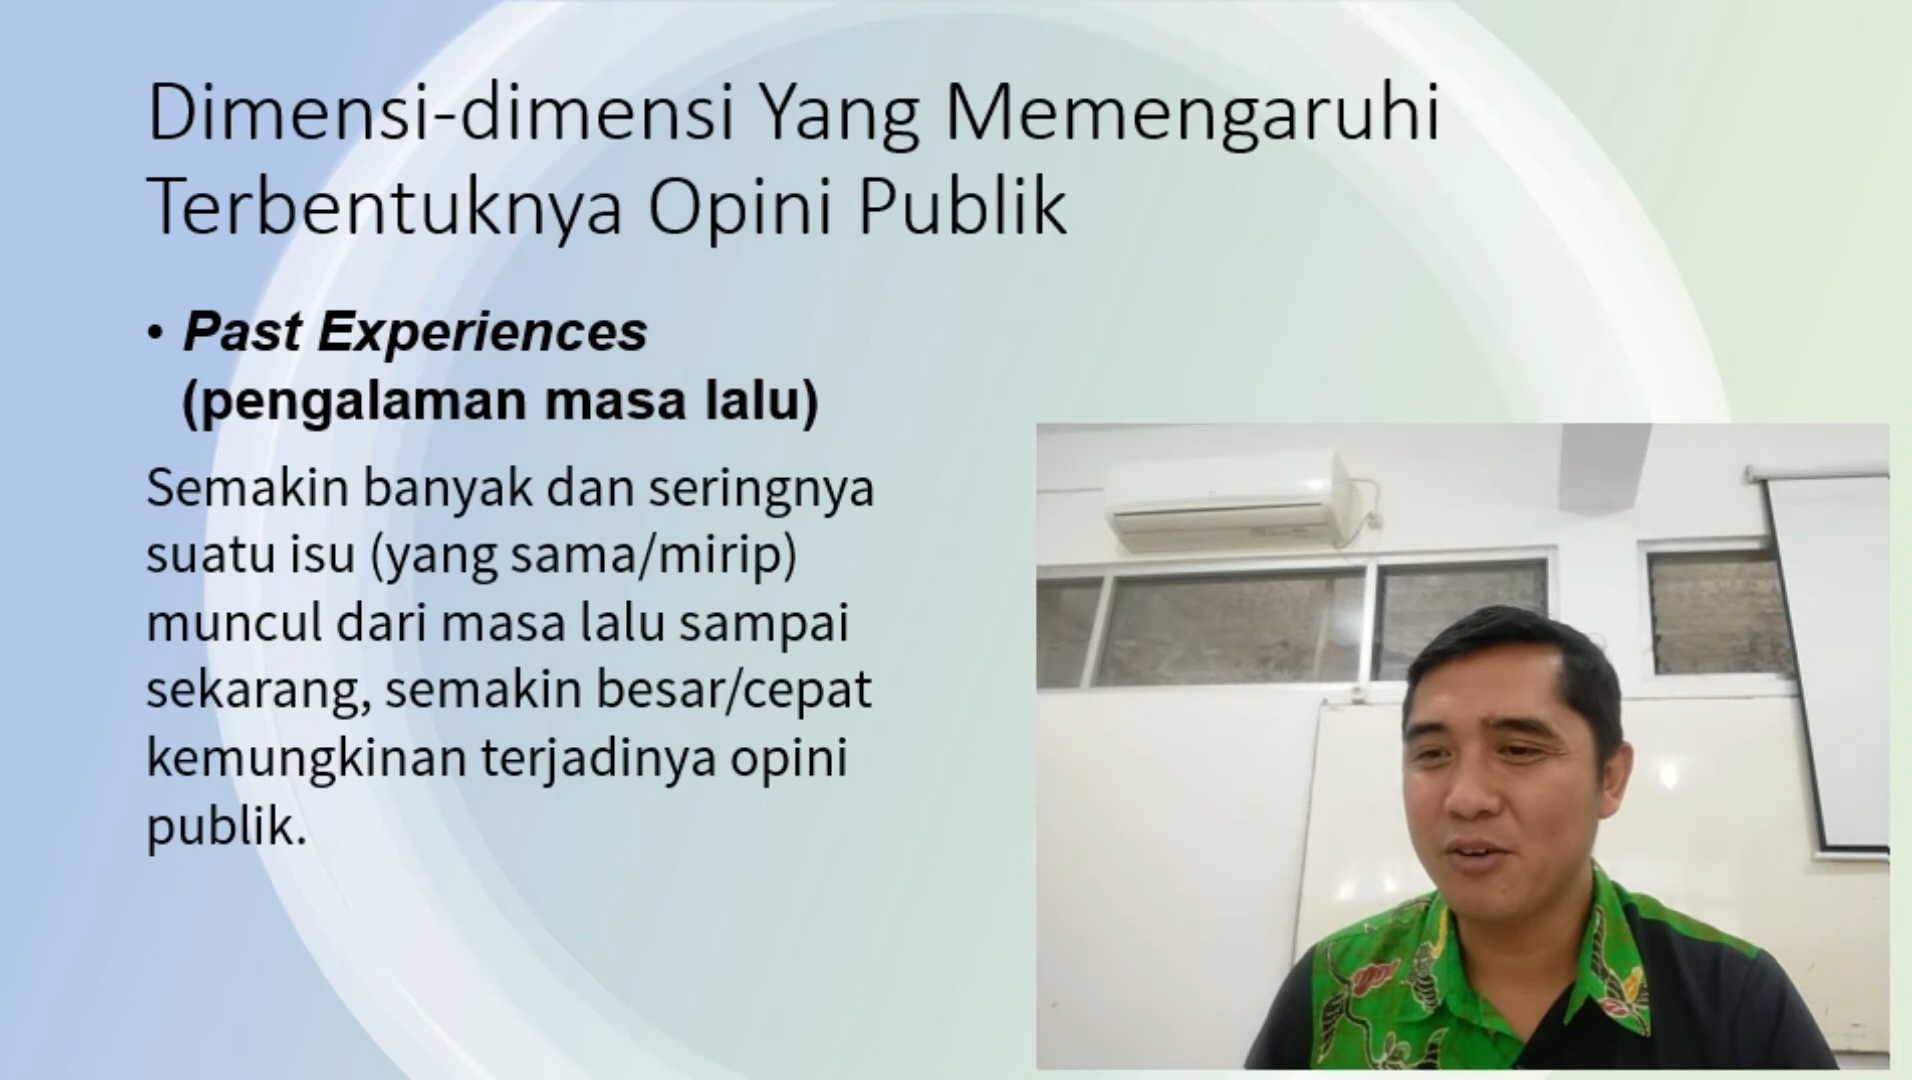 Dimensi-dimensi Yang Memengaruhi
Terbentuknya Opini Publik
• Past Experiences
(pengalaman masa lalu)
Semakin banyak dan seringnya
suatu isu (yang sama/mirip)
muncul dari masa lalu sampai
sekarang, semakin besar/cepat
kemungkinan terjadinya opini
publik.